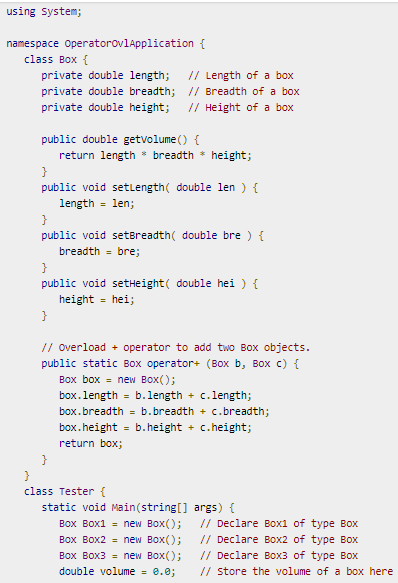 using System;

namespace OperatorOvlApplication {
   class Box {
      private double length;   // Length of a box
      private double breadth;  // Breadth of a box
      private double height;   // Height of a box

      public double getVolume() {
         return length * breadth * height;
      }
      public void setLength( double len ) {
         length = len;
      }
      public void setBreadth( double bre ) {
         breadth = bre;
      }
      public void setHeight( double hei ) {
         height = hei;
      }

      // Overload + operator to add two Box objects.
      public static Box operator+ (Box b, Box c) {
         Box box = new Box();
         box.length = b.length + c.length;
         box.breadth = b.breadth + c.breadth;
         box.height = b.height + c.height;
         return box;
      }
   }
   class Tester {
      static void Main(string[] args) {
         Box Box1 = new Box();   // Declare Box1 of type Box
         Box Box2 = new Box();   // Declare Box2 of type Box
         Box Box3 = new Box();   // Declare Box3 of type Box
         double volume = 0.0;    // Store the volume of a box here